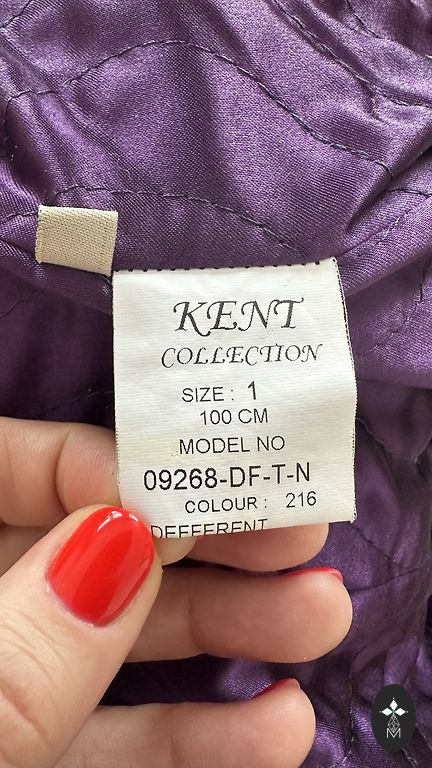 KENT
COLLECTION
SIZE : 1
100 CM
MODEL NO
09268-DF-T-N
COLOUR : 216
DEFFERENT
M